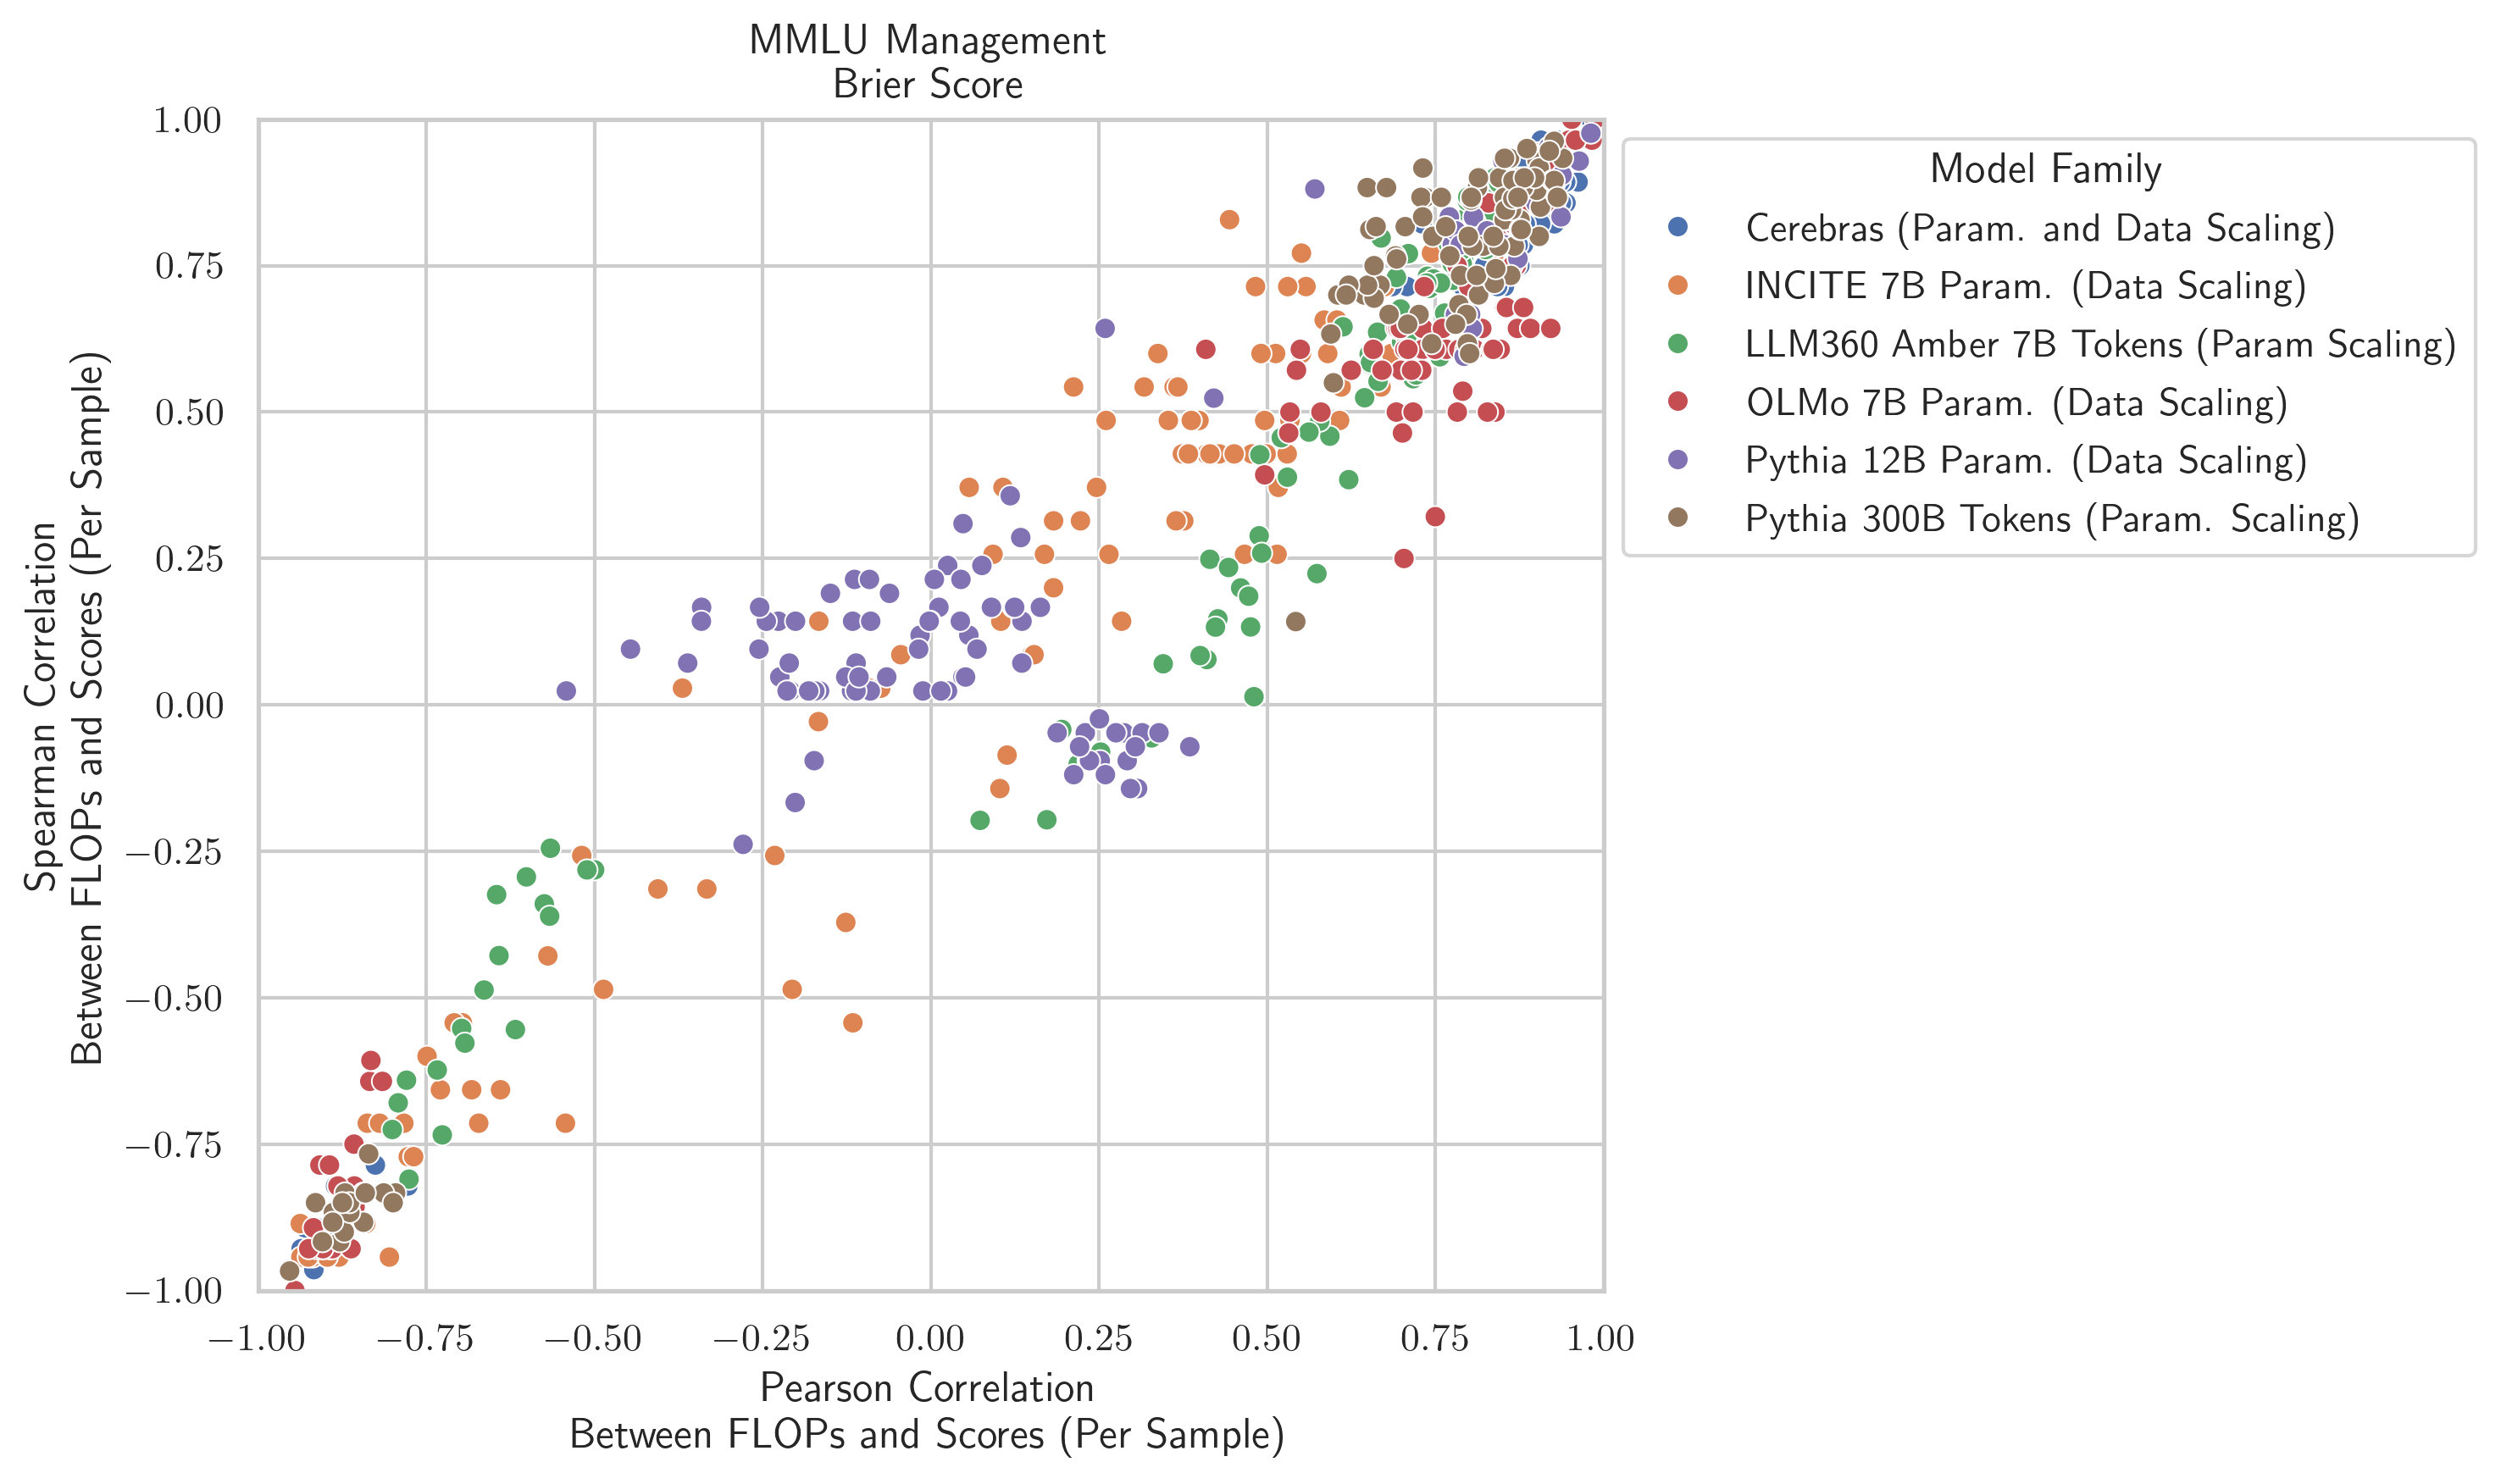 MMLU Management
Brier Score
Spearman Correlation
Between FLOPs and Scores (Per Sample)
1.00
0.75
0.50
0.25
0.00
−0.25
−0.50
−0.75
−1.00
−1.00
−0.75
−0.50
−0.25
0.00
0.25
0.50
0.75
1.00
Pearson Correlation
Between FLOPs and Scores (Per Sample)
Model Family
Cerebras (Param. and Data Scaling)
INCITE 7B Param. (Data Scaling)
LLM360 Amber 7B Tokens (Param Scaling)
OLMo 7B Param. (Data Scaling)
Pythia 12B Param. (Data Scaling)
Pythia 300B Tokens (Param. Scaling)